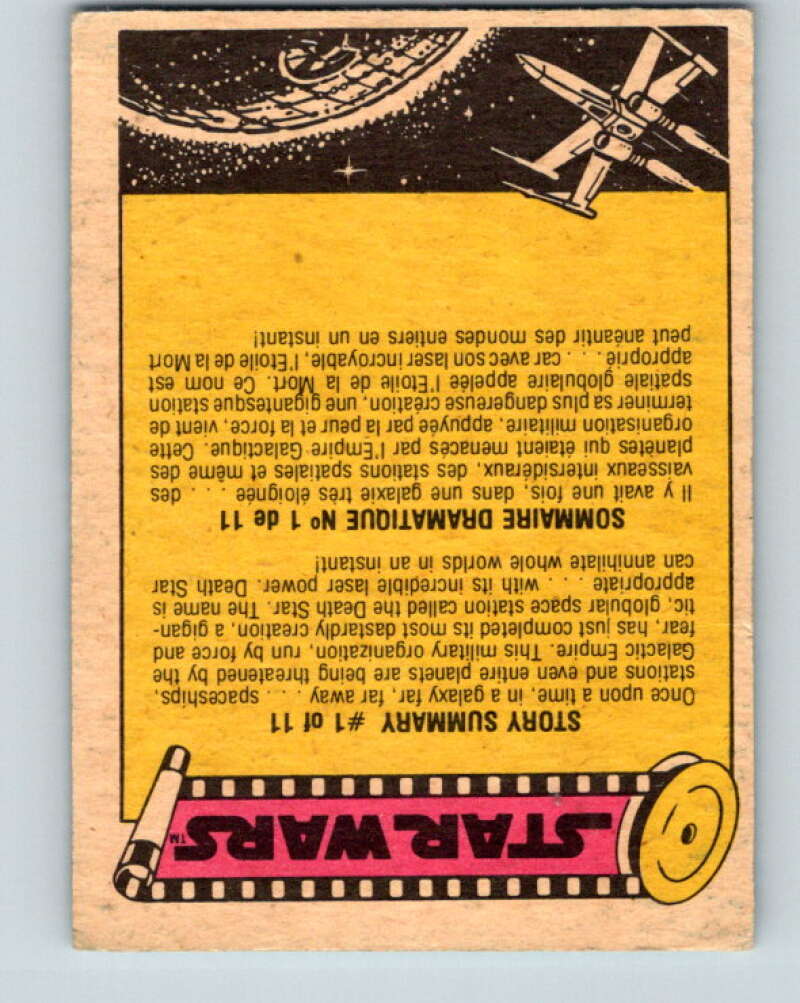 STAR WARS™
STORY SUMMARY #1 of 11
Once upon a time, in a galaxy far, far away . . . . spaceships,
stations and even entire planets are being threatened by the
Galactic Empire. This military organization, run by force and
fear, has just completed its most dastardly creation, a gigan-
tic, globular space station called the Death Star. The name is
appropriate . . . . with its incredible laser power. Death Star
can annihilate whole worlds in an instant!
SOMMAIRE DRAMATIQUE Nº 1 de 11
Il y avait une fois, dans une galaxie très éloignée . . . . des
vaisseaux intersidéraux, des stations spatiales et même des
planètes qui étaient menacés par l'Empire Galactique. Cette
organisation militaire, appuyée par la peur et la force, vient de
terminer sa plus dangereuse création, une gigantesque station
spatiale globulaire appelée l'Etoile de la Mort. Ce nom est
approprié . . . . car avec son laser incroyable, l'Etoile de la Mort
peut anéantir des mondes entiers en un instant!